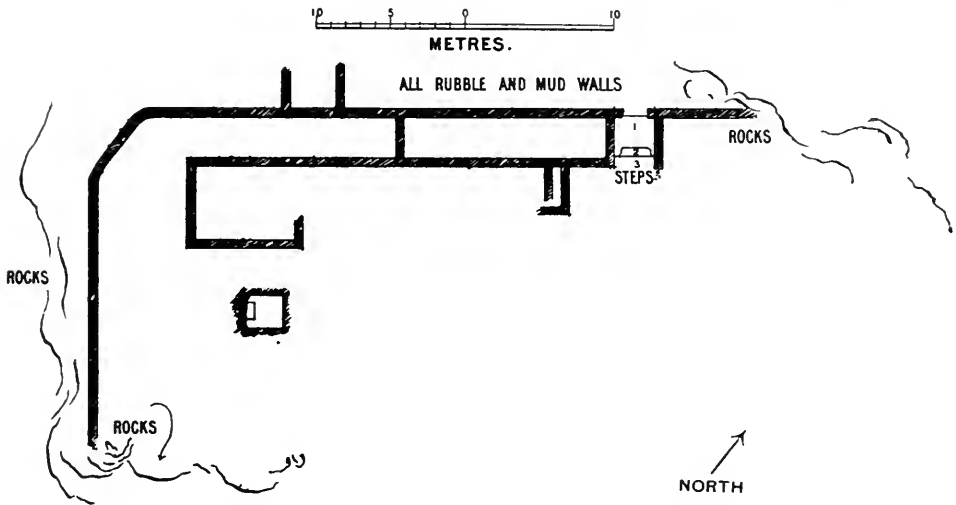 10 5 0 10
METRES.
ALL RUBBLE AND MUD WALLS
1
ROCKS
2
3
STEPS
ROCKS
ROCKS
NORTH